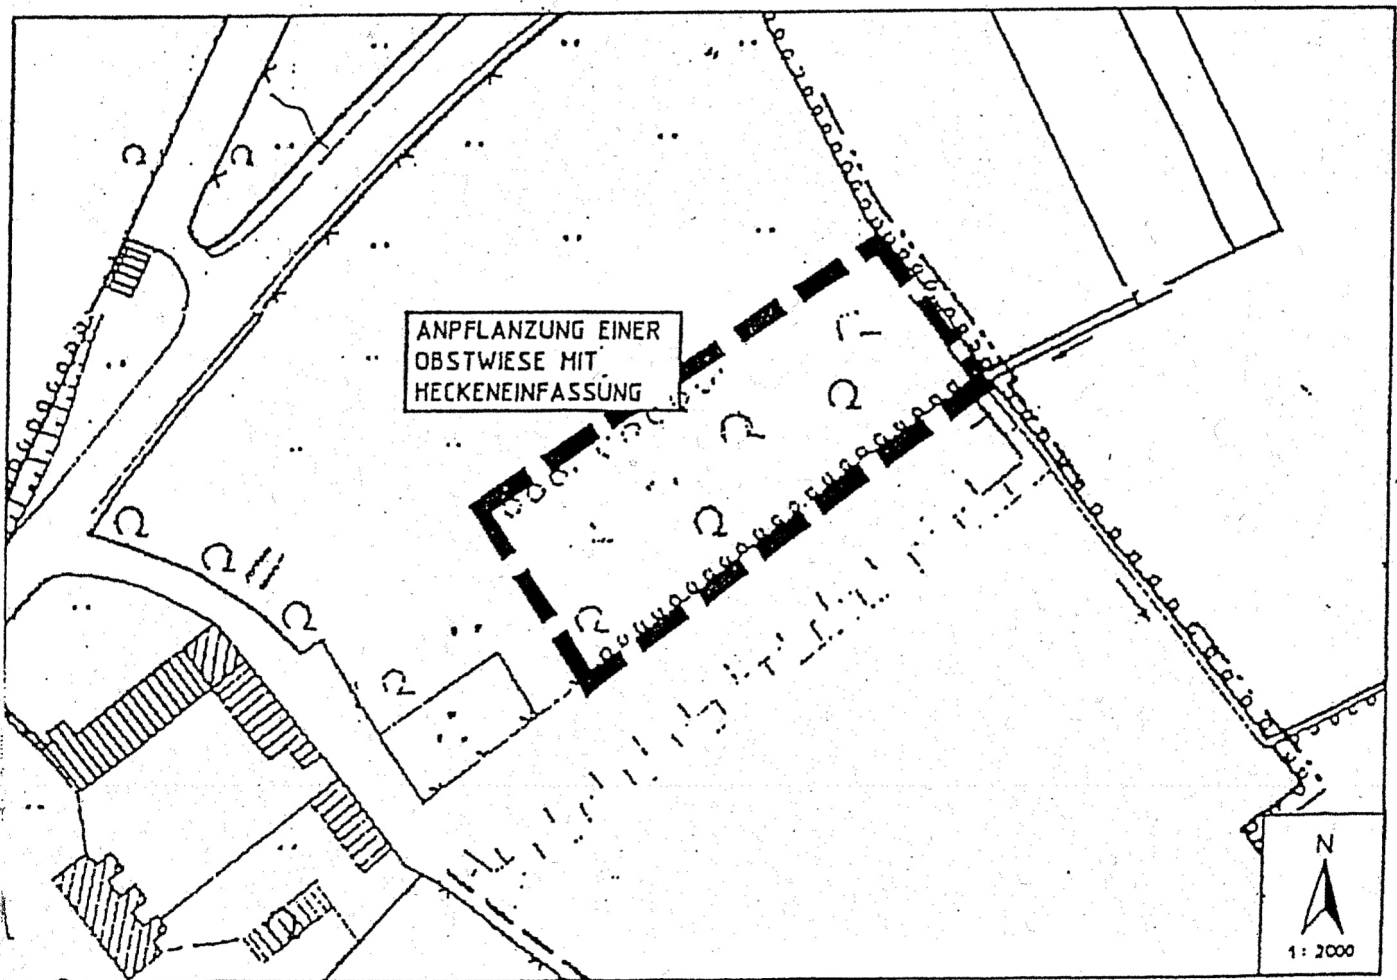 ANPFLANZUNG EINER
OBSTWIESE MIT
HECKENEINFASSUNG
N
1: 2000